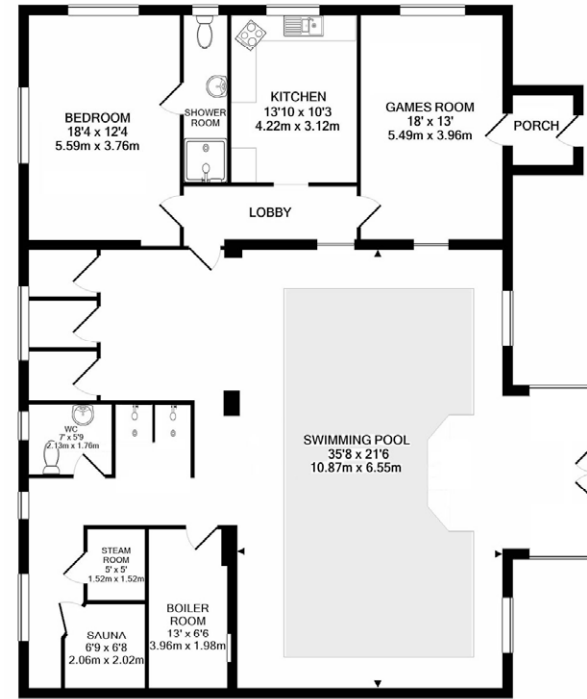 BEDROOM
18'4 x 12'4
5.59m x 3.76m
SHOWER
ROOM
KITCHEN
13'10 x 10'3
4.22m x 3.12m
GAMES ROOM
18' x 13'
5.49m x 3.96m
PORCH
LOBBY
WC
7' x 5'9
2.13m x 1.76m
SWIMMING POOL
35'8 x 21'6
10.87m x 6.55m
STEAM
ROOM
5' x 5'
1.52m x 1.52m
SAUNA
6'9 x 6'8
2.06m x 2.02m
BOILER
ROOM
13' x 6'6
3.96m x 1.98m